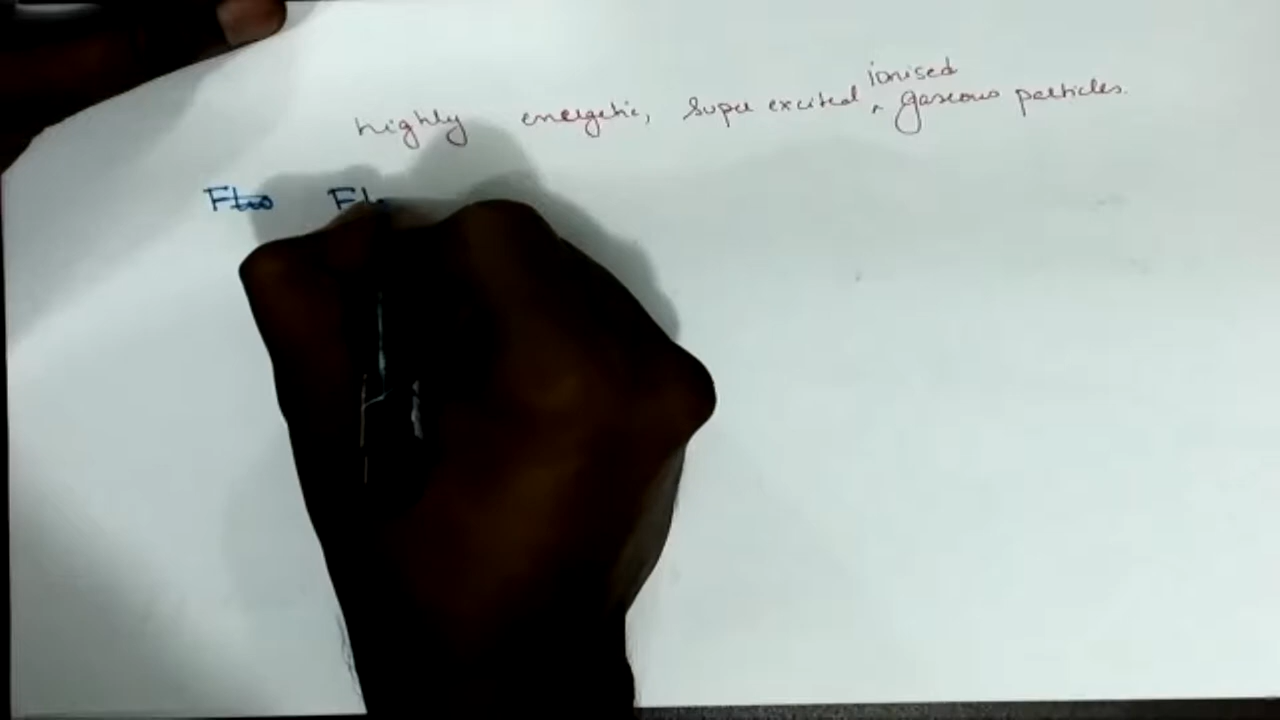 highly energetic, super excited ionised gaseous particles.
Fl